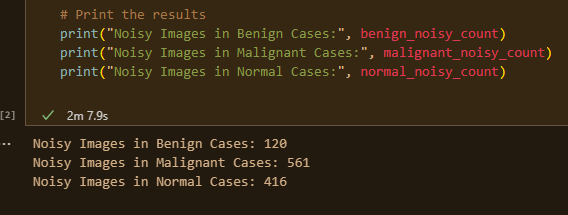 # Print the results
print("Noisy Images in Benign Cases:", benign_noisy_count)
print("Noisy Images in Malignant Cases:", malignant_noisy_count)
print("Noisy Images in Normal Cases:", normal_noisy_count)
[2]
✓ 2m 7.9s
...
Noisy Images in Benign Cases: 120
Noisy Images in Malignant Cases: 561
Noisy Images in Normal Cases: 416